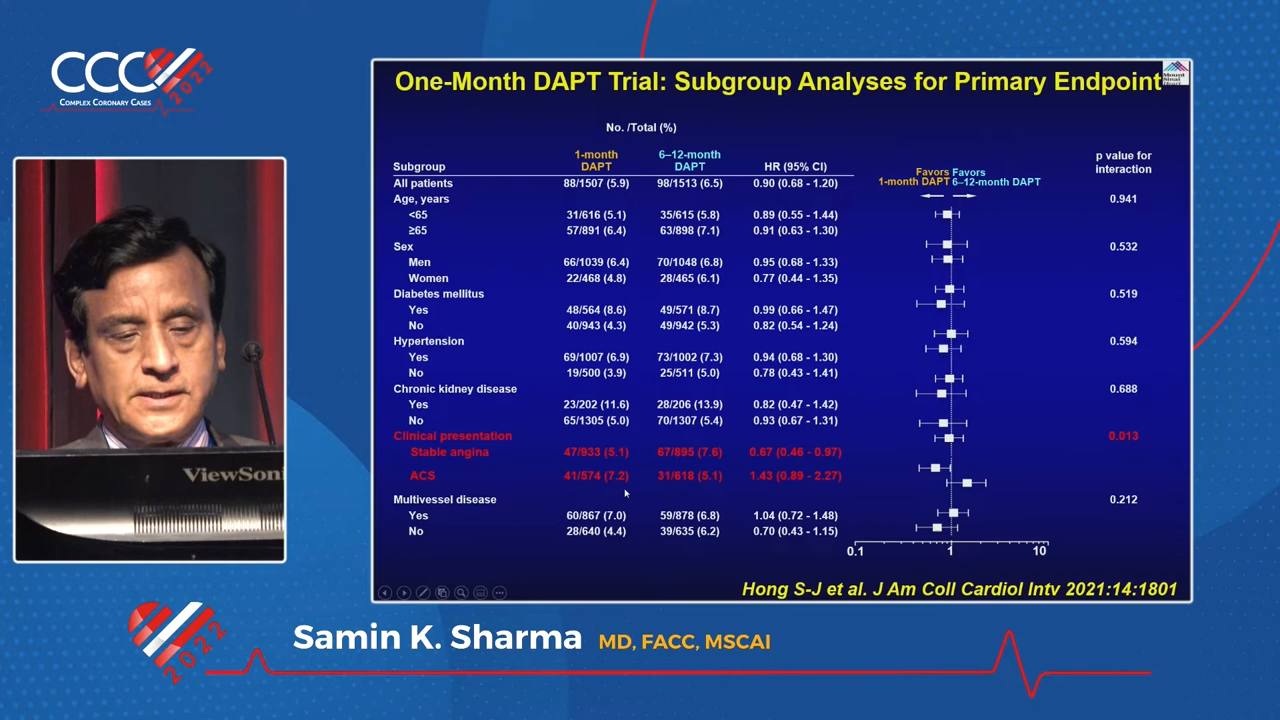 CCC 2022
COMPLEX CORONARY CASES
One-Month DAPT Trial: Subgroup Analyses for Primary Endpoint
Mount Sinai Heart
No. /Total (%)
Subgroup 1-month DAPT 6–12-month DAPT HR (95% CI) Favors 1-month DAPT Favors 6–12-month DAPT p value for interaction
All patients 88/1507 (5.9) 98/1513 (6.5) 0.90 (0.68 - 1.20)
Age, years 0.941
<65 31/616 (5.1) 35/615 (5.8) 0.89 (0.55 - 1.44)
≥65 57/891 (6.4) 63/898 (7.1) 0.91 (0.63 - 1.30)
Sex 0.532
Men 66/1039 (6.4) 70/1048 (6.8) 0.95 (0.68 - 1.33)
Women 22/468 (4.8) 28/465 (6.1) 0.77 (0.44 - 1.35)
Diabetes mellitus 0.519
Yes 48/564 (8.6) 49/571 (8.7) 0.99 (0.66 - 1.47)
No 40/943 (4.3) 49/942 (5.3) 0.82 (0.54 - 1.24)
Hypertension 0.594
Yes 69/1007 (6.9) 73/1002 (7.3) 0.94 (0.68 - 1.30)
No 19/500 (3.9) 25/511 (5.0) 0.78 (0.43 - 1.41)
Chronic kidney disease 0.688
Yes 23/202 (11.6) 28/206 (13.9) 0.82 (0.47 - 1.42)
No 65/1305 (5.0) 70/1307 (5.4) 0.93 (0.67 - 1.31)
Clinical presentation 0.013
Stable angina 47/933 (5.1) 67/895 (7.6) 0.67 (0.46 - 0.97)
ACS 41/574 (7.2) 31/618 (5.1) 1.43 (0.89 - 2.27)
Multivessel disease 0.212
Yes 60/867 (7.0) 59/878 (6.8) 1.04 (0.72 - 1.48)
No 28/640 (4.4) 39/635 (6.2) 0.70 (0.43 - 1.15)
0.1 1 10
Hong S-J et al. J Am Coll Cardiol Intv 2021:14:1801
ViewSoni
2022
Samin K. Sharma MD, FACC, MSCAI